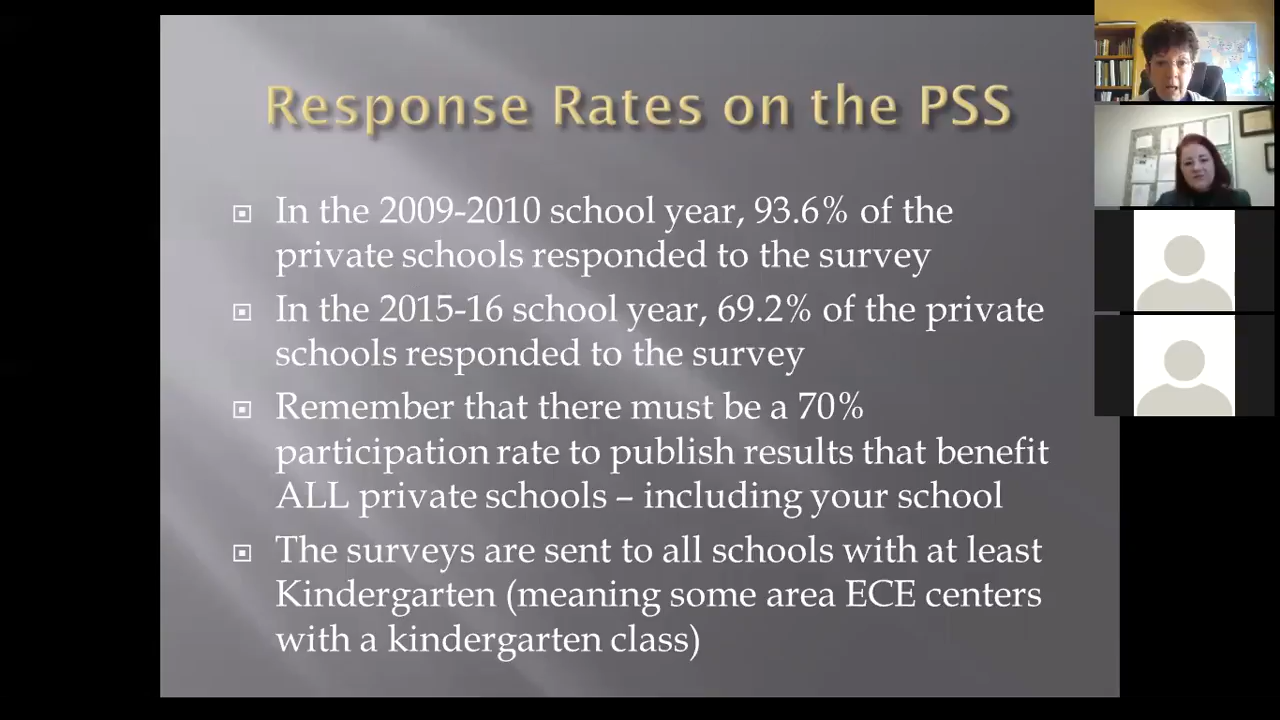 Response Rates on the PSS
In the 2009-2010 school year, 93.6% of the
private schools responded to the survey
In the 2015-16 school year, 69.2% of the private
schools responded to the survey
Remember that there must be a 70%
participation rate to publish results that benefit
ALL private schools – including your school
The surveys are sent to all schools with at least
Kindergarten (meaning some area ECE centers
with a kindergarten class)